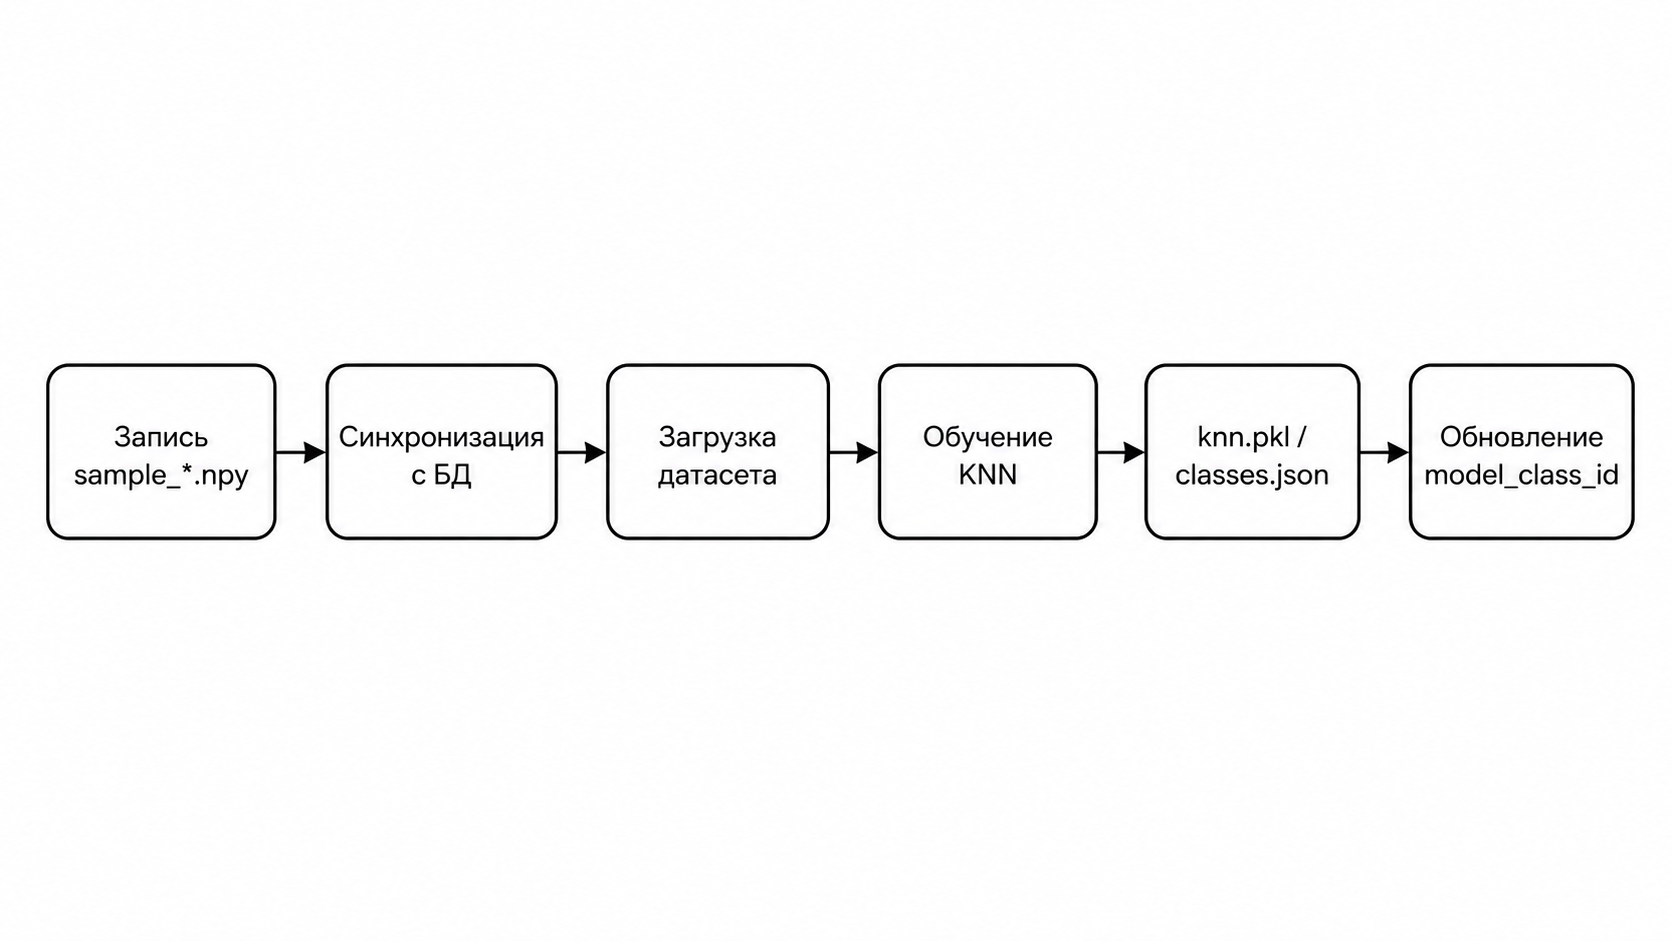 Запись
sample_*.npy
Синхронизация
с БД
Загрузка
датасета
Обучение
KNN
knn.pkl /
classes.json
Обновление
model_class_id